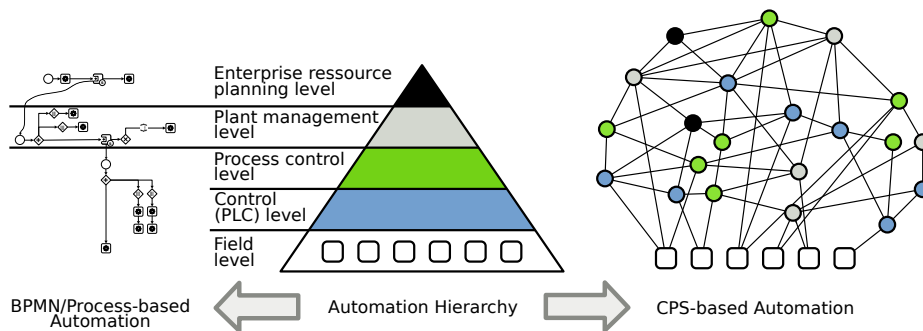 Enterprise ressource
planning level
Plant management
level
Process control
level
Control
(PLC) level
Field
level
BPMN/Process-based
Automation
Automation Hierarchy
CPS-based Automation